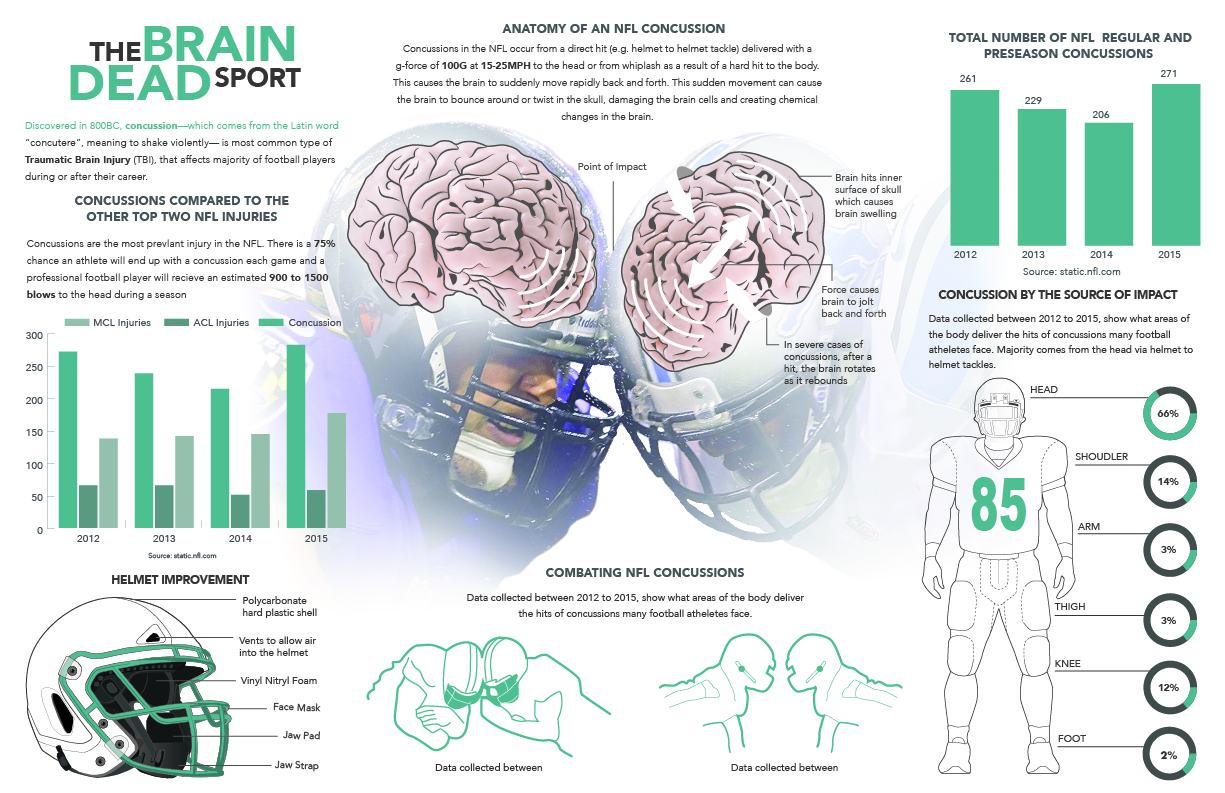 THE BRAIN
DEAD SPORT
Discovered in 800BC, concussion—which comes from the Latin word
"concutere", meaning to shake violently— is most common type of
Traumatic Brain Injury (TBI), that affects majority of football players
during or after their career.
CONCUSSIONS COMPARED TO THE
OTHER TOP TWO NFL INJURIES
Concussions are the most prevlant injury in the NFL. There is a 75%
chance an athlete will end up with a concussion each game and a
professional football player will recieve an estimated 900 to 1500
blows to the head during a season
MCL Injuries ACL Injuries Concussion
300
250
200
150
100
50
0
2012 2013 2014 2015
Source: static.nfl.com
HELMET IMPROVEMENT
Polycarbonate
hard plastic shell
Vents to allow air
into the helmet
Vinyl Nitryl Foam
Face Mask
Jaw Pad
Jaw Strap
ANATOMY OF AN NFL CONCUSSION
Concussions in the NFL occur from a direct hit (e.g. helmet to helmet tackle) delivered with a
g-force of 100G at 15-25MPH to the head or from whiplash as a result of a hard hit to the body.
This causes the brain to suddenly move rapidly back and forth. This sudden movement can cause
the brain to bounce around or twist in the skull, damaging the brain cells and creating chemical
changes in the brain.
Point of Impact
Brain hits inner
surface of skull
which causes
brain swelling
Force causes
brain to jolt
back and forth
In severe cases of
concussions, after a
hit, the brain rotates
as it rebounds
COMBATING NFL CONCUSSIONS
Data collected between 2012 to 2015, show what areas of the body deliver
the hits of concussions many football atheletes face.
Data collected between
Data collected between
TOTAL NUMBER OF NFL REGULAR AND
PRESEASON CONCUSSIONS
261
229
206
271
2012 2013 2014 2015
Source: static.nfl.com
CONCUSSION BY THE SOURCE OF IMPACT
Data collected between 2012 to 2015, show what areas of
the body deliver the hits of concussions many football
atheletes face. Majority comes from the head via helmet to
helmet tackles.
HEAD
66%
SHOUDLER
14%
85
ARM
3%
THIGH
3%
KNEE
12%
FOOT
2%